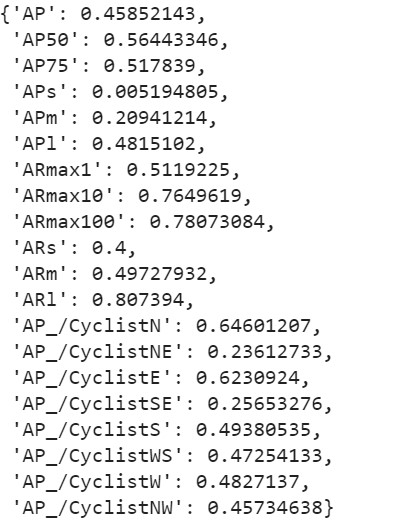 {'AP': 0.45852143,
'AP50': 0.56443346,
'AP75': 0.517839,
'APs': 0.005194805,
'APm': 0.20941214,
'APl': 0.4815102,
'ARmax1': 0.5119225,
'ARmax10': 0.7649619,
'ARmax100': 0.78073084,
'ARs': 0.4,
'ARm': 0.49727932,
'ARl': 0.807394,
'AP_/CyclistN': 0.64601207,
'AP_/CyclistNE': 0.23612733,
'AP_/CyclistE': 0.6230924,
'AP_/CyclistSE': 0.25653276,
'AP_/CyclistS': 0.49380535,
'AP_/CyclistWS': 0.47254133,
'AP_/CyclistW': 0.4827137,
'AP_/CyclistNW': 0.45734638}